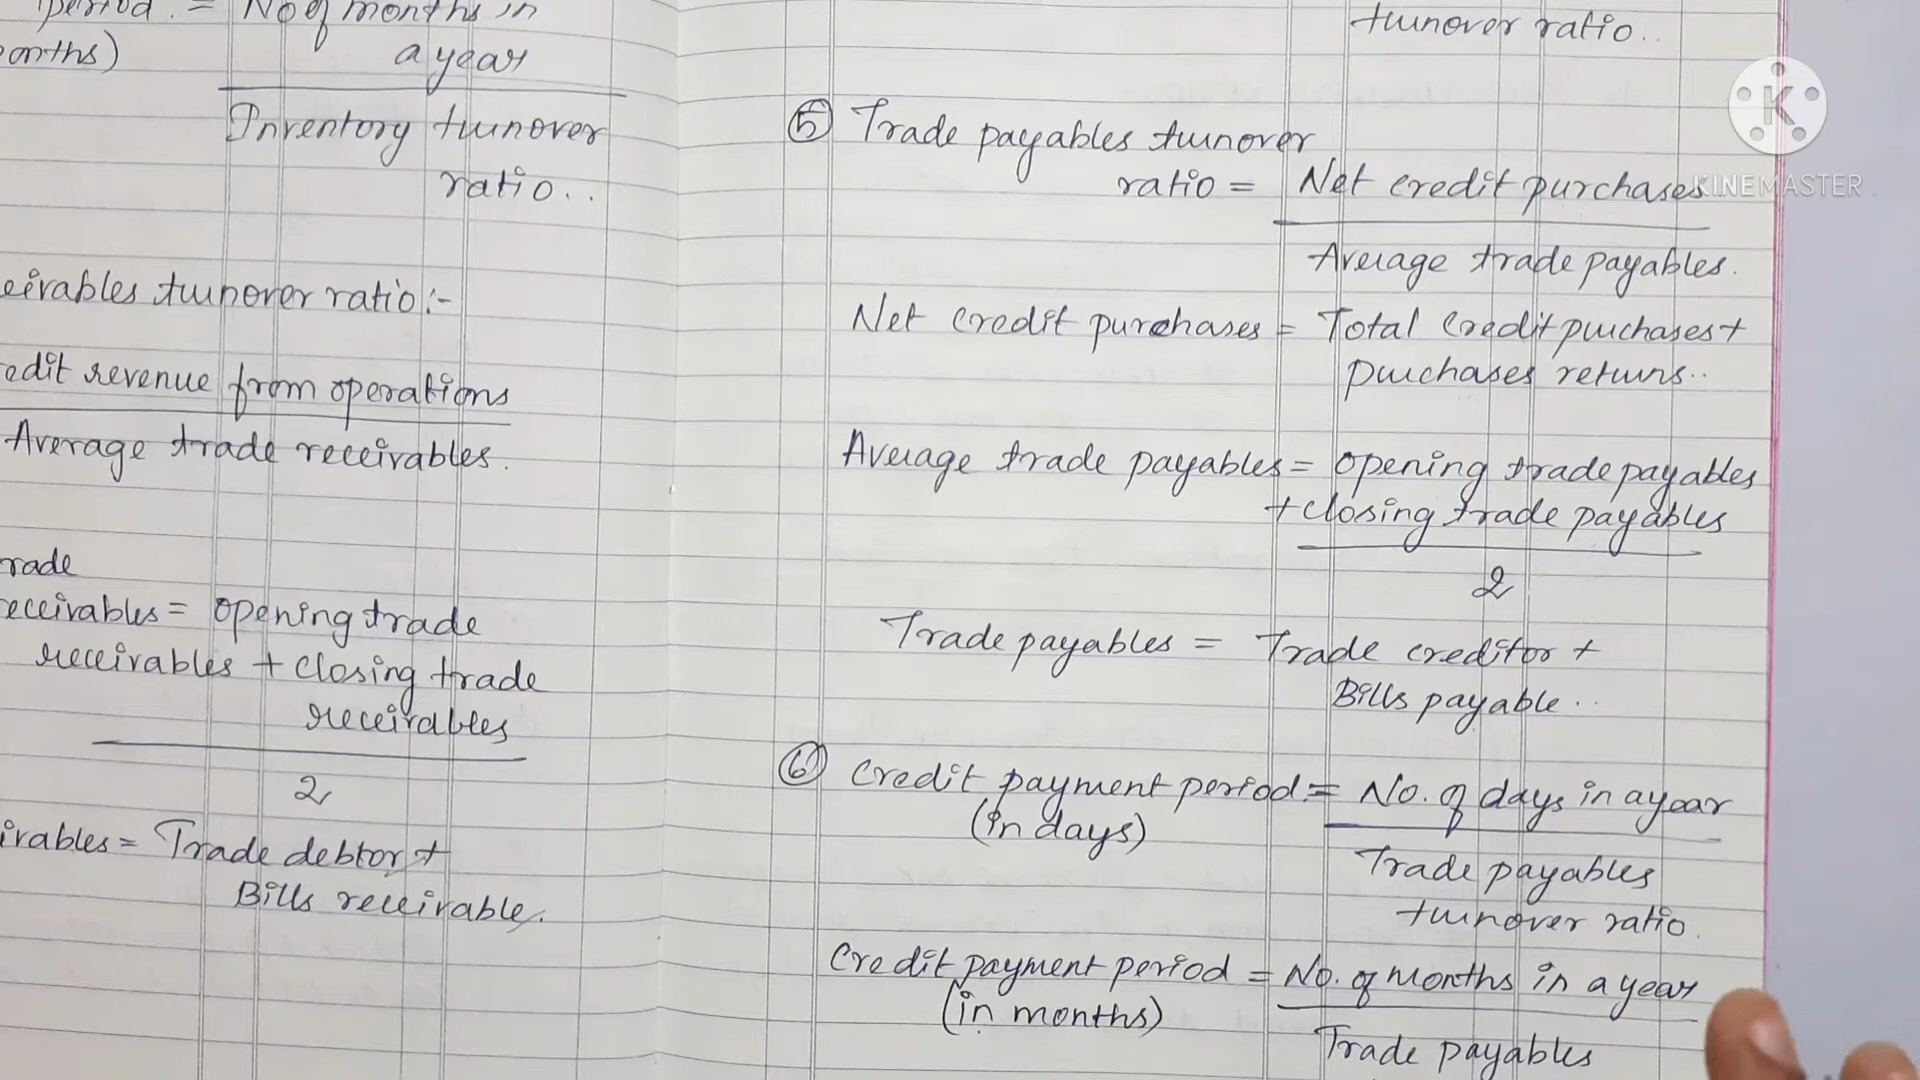 period. = No of months in
a year
onths)
Inventory turnover
ratio..
eivables turnover ratio:-
edit revenue from operations
Average trade receivables.
rade
receivables = opening trade
receivables + closing trade
receivables
2
ivables = Trade debtor +
Bills receivable.
turnover ratio..
5 Trade payables turnover
ratio = Net credit purchases
Average trade payables.
Net credit purchases = Total credit purchases +
purchases returns..
Average trade payables = opening trade payables
+ closing trade payables
2
Trade payables = Trade creditor +
Bills payable..
6 Credit payment period = No. of days in a year
(in days)
Trade payables
turnover ratio.
Credit payment period = No. of months in a year
(in months)
Trade payables
K
KINEMASTER